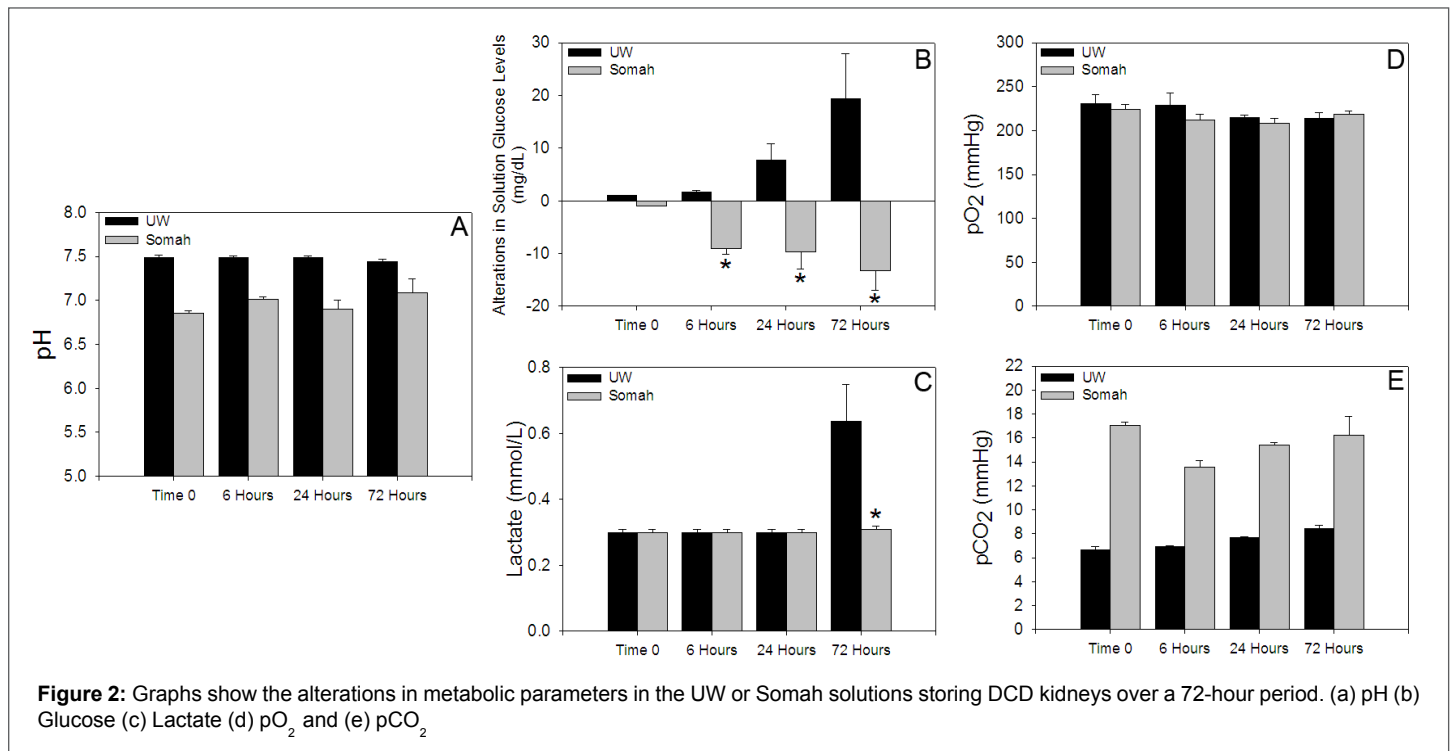 A
UW
Somah
pH
8.0
7.5
7.0
6.5
6.0
5.5
5.0
Time 0 6 Hours 24 Hours 72 Hours
B
UW
Somah
Alterations in Solution Glucose Levels
(mg/dL)
30
20
10
0
-10
-20
* * *
Time 0 6 Hours 24 Hours 72 Hours
C
UW
Somah
Lactate (mmol/L)
0.8
0.6
0.4
0.2
0.0
*
Time 0 6 Hours 24 Hours 72 Hours
D
UW
Somah
pO2 (mmHg)
300
250
200
150
100
50
0
Time 0 6 Hours 24 Hours 72 Hours
E
UW
Somah
pCO2 (mmHg)
22
20
18
16
14
12
10
8
6
4
2
0
Time 0 6 Hours 24 Hours 72 Hours
Figure 2: Graphs show the alterations in metabolic parameters in the UW or Somah solutions storing DCD kidneys over a 72-hour period. (a) pH (b)
Glucose (c) Lactate (d) pO2 and (e) pCO2